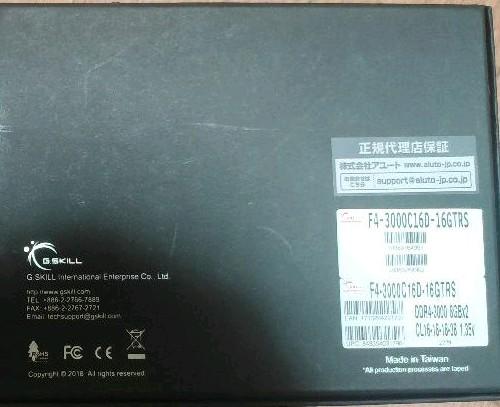 正規代理店保証
株式会社アユート www.aiuto-jp.co.jp
support@aiuto-jp.co.jp
F4-3000C16D-16GTRS
F4-3000C16D-16GTRS
DDR4-3000 8GBx2
CL16-18-18-38 1.35v
G.SKILL
G.SKILL International Enterprise Co., Ltd.
http://www.gskill.com
TEL : +886-2-2766-7889
FAX : +886-2-2767-2721
Email: techsupport@gskill.com
RoHS
FC CE
Copyright © 2018 All rights reserved.
Made in Taiwan
*All production processes are taped